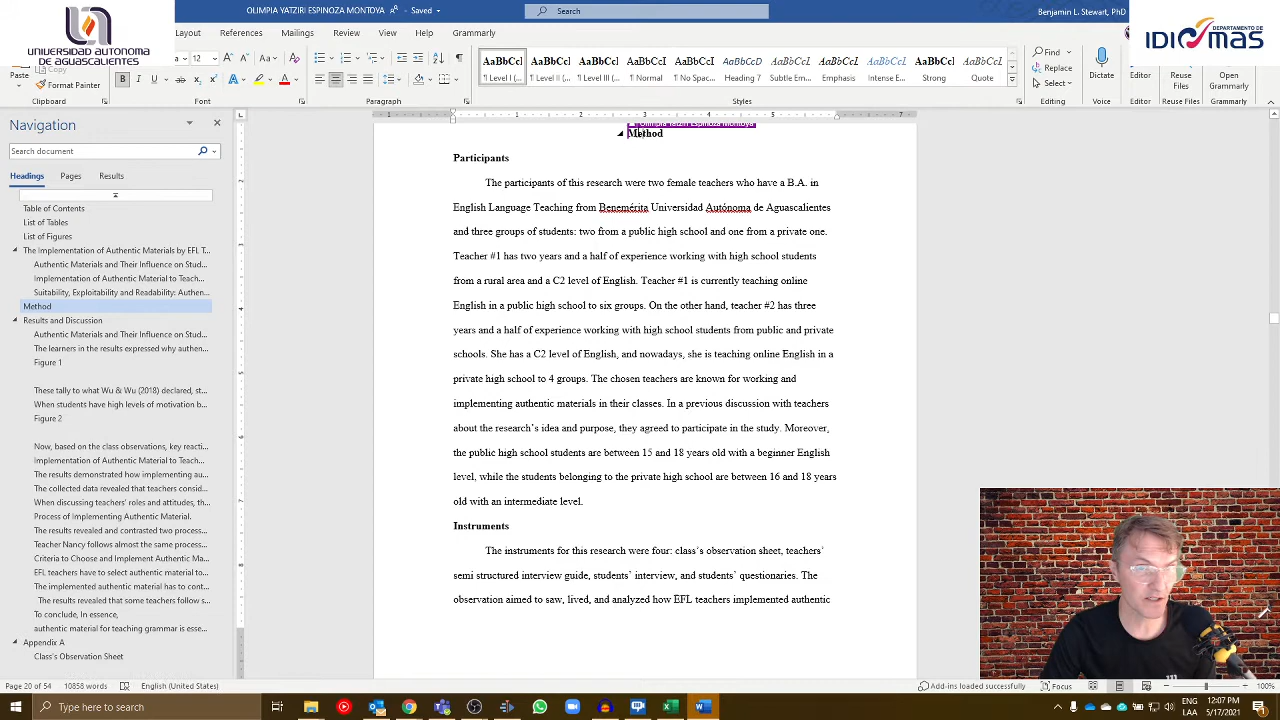 OLIMPIA YATZIRI ESPINOZA MONTOYA
Saved
Search
Benjamin L. Stewart, PhD
UNIVERSIDAD AUTONOMA
DE AGUASCALIENTES
DEPARTAMENTO DE
IDIOMAS
Layout
References
Mailings
Review
View
Help
Grammarly
Paste
Copy
Format Painter
12
Aa
AaBbCcI
AaBbCcI
AaBbCcI
AaBbCcI
AaBbCcI
AaBbCcD
AaBbCcI
AaBbCcI
AaBbCcI
AaBbCcI
AaBbCcI
¶ Level I (...
¶ Level II (...
¶ Level III (...
¶ Normal
¶ No Spac...
Heading 7
Subtle Em...
Emphasis
Intense E...
Strong
Quote
Find
Replace
Select
Dictate
Editor
Reuse
Files
Open
Grammarly
Clipboard
Font
Paragraph
Styles
Editing
Voice
Editor
Reuse Files
Grammarly
Navigation
Search document
Headings
Pages
Results
Table of Contents
List of Tables
List of Figures
The Implementation of Authentic Materials by EFL T...
Authentic Materials and Their Influence on Stud...
Implementation of Authentic Material to Teach...
Suitability, Exploitability and Readability: Authen...
Method
Results and Discussion
Authentic Materials and Their Influence on Stud...
The learners in the results expressed why authen...
Figure 1
These tally to what Wu & Wu (2018) declared, st...
When students have high levels of motivation b...
Figure 2
Now, based on the class observations, key reacti...
Implementation of Authentic Material to Teach...
The results demonstrated how implementing au...
The collected data revealed that teachers consid...
When discussing teachers' roles and attitudes, th...
Process of Implementing Authentic Material.
The results revealed and contrasted two process...
Teacher Nancy follows almost the same process...
Criteria to Choose and Implement Authentic Ma...
EFL teachers have to select authentic material to...
The implemented authentic material has to cont...
The results revealed that some teachers follow s...
To conclude, In essence,
authentic material for teaching grammar is esse...
Appendix A
Class's Observation Sheet
Olimpia Yatziri Espinoza Montoya
Method
Participants
The participants of this research were two female teachers who have a B.A. in
English Language Teaching from Benemérita Universidad Autónoma de Aguascalientes
and three groups of students: two from a public high school and one from a private one.
Teacher #1 has two years and a half of experience working with high school students
from a rural area and a C2 level of English. Teacher #1 is currently teaching online
English in a public high school to six groups. On the other hand, teacher #2 has three
years and a half of experience working with high school students from public and private
schools. She has a C2 level of English, and nowadays, she is teaching online English in a
private high school to 4 groups. The chosen teachers are known for working and
implementing authentic materials in their classes. In a previous discussion with teachers
about the research's idea and purpose, they agreed to participate in the study. Moreover,
the public high school students are between 15 and 18 years old with a beginner English
level, while the students belonging to the private high school are between 16 and 18 years
old with an intermediate level.
Instruments
The instruments for this research were four: class's observation sheet, teachers'
semi structured interview guide, students' interview, and students' questionaries. The
observation aimed to saw, lived, and analyzed how EFL teachers implemented authentic
Page 20 of 54
10858 words
English (United States)
Add-ins loaded successfully
Focus
100%
Type here to search
ENG
LAA
12:07 PM
5/17/2021